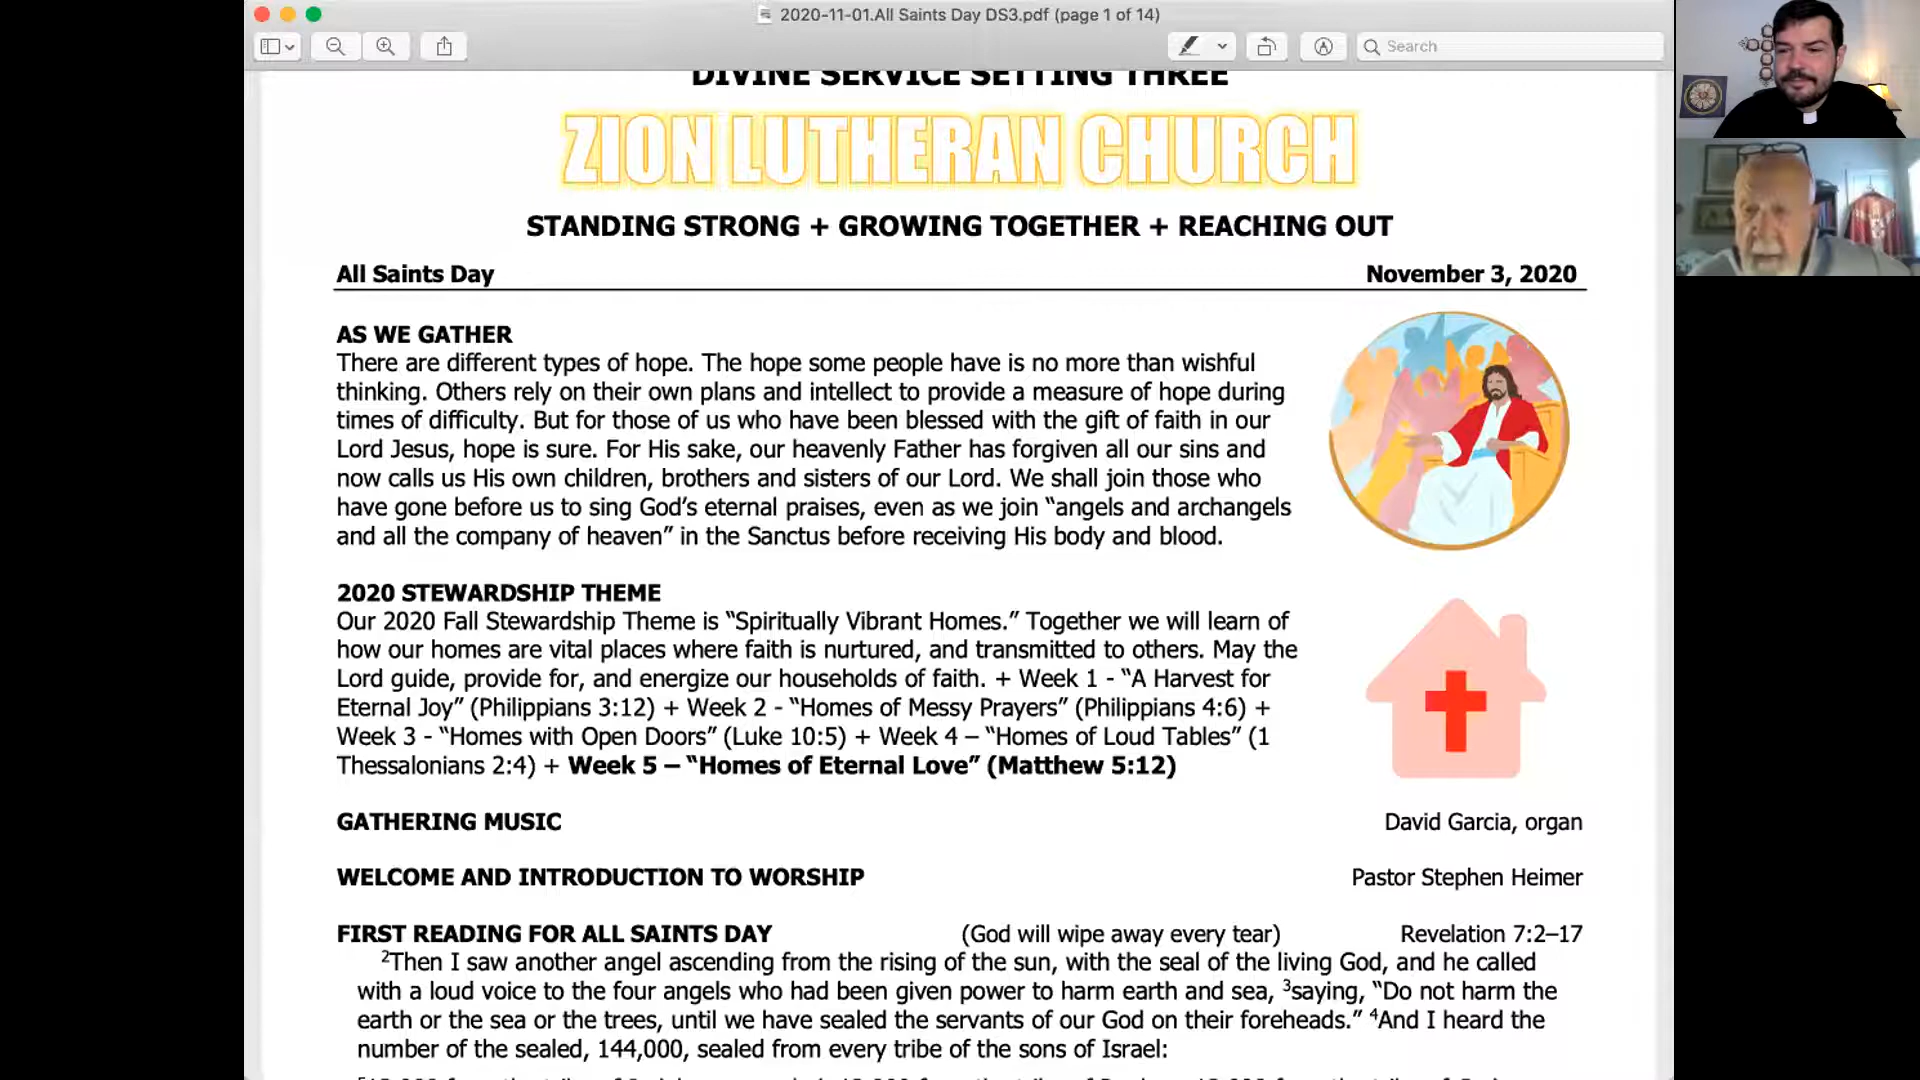 2020-11-01.All Saints Day DS3.pdf (page 1 of 14)
Search
DIVINE SERVICE SETTING THREE
ZION LUTHERAN CHURCH
STANDING STRONG + GROWING TOGETHER + REACHING OUT
All Saints Day November 3, 2020
AS WE GATHER
There are different types of hope. The hope some people have is no more than wishful
thinking. Others rely on their own plans and intellect to provide a measure of hope during
times of difficulty. But for those of us who have been blessed with the gift of faith in our
Lord Jesus, hope is sure. For His sake, our heavenly Father has forgiven all our sins and
now calls us His own children, brothers and sisters of our Lord. We shall join those who
have gone before us to sing God’s eternal praises, even as we join “angels and archangels
and all the company of heaven” in the Sanctus before receiving His body and blood.
2020 STEWARDSHIP THEME
Our 2020 Fall Stewardship Theme is “Spiritually Vibrant Homes.” Together we will learn of
how our homes are vital places where faith is nurtured, and transmitted to others. May the
Lord guide, provide for, and energize our households of faith. + Week 1 - “A Harvest for
Eternal Joy” (Philippians 3:12) + Week 2 - “Homes of Messy Prayers” (Philippians 4:6) +
Week 3 - “Homes with Open Doors” (Luke 10:5) + Week 4 – “Homes of Loud Tables” (1
Thessalonians 2:4) + Week 5 – “Homes of Eternal Love” (Matthew 5:12)
GATHERING MUSIC David Garcia, organ
WELCOME AND INTRODUCTION TO WORSHIP Pastor Stephen Heimer
FIRST READING FOR ALL SAINTS DAY (God will wipe away every tear) Revelation 7:2–17
2Then I saw another angel ascending from the rising of the sun, with the seal of the living God, and he called
with a loud voice to the four angels who had been given power to harm earth and sea, 3saying, “Do not harm the
earth or the sea or the trees, until we have sealed the servants of our God on their foreheads.” 4And I heard the
number of the sealed, 144,000, sealed from every tribe of the sons of Israel: